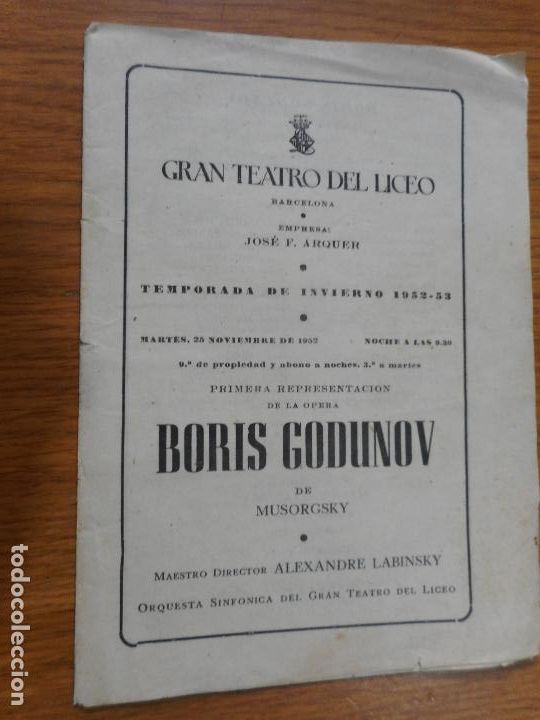 GRAN TEATRO DEL LICEO
BARCELONA
EMPRESA:
JOSÉ F. ARQUER
TEMPORADA DE INVIERNO 1952-53
MARTES, 25 NOVIEMBRE DE 1952 NOCHE A LAS 9.30
9.ª de propiedad y abono a noches. 3.ª a martes
PRIMERA REPRESENTACION
DE LA OPERA
BORIS GODUNOV
DE
MUSORGSKY
MAESTRO DIRECTOR ALEXANDRE LABINSKY
ORQUESTA SINFONICA DEL GRAN TEATRO DEL LICEO
todocoleccion